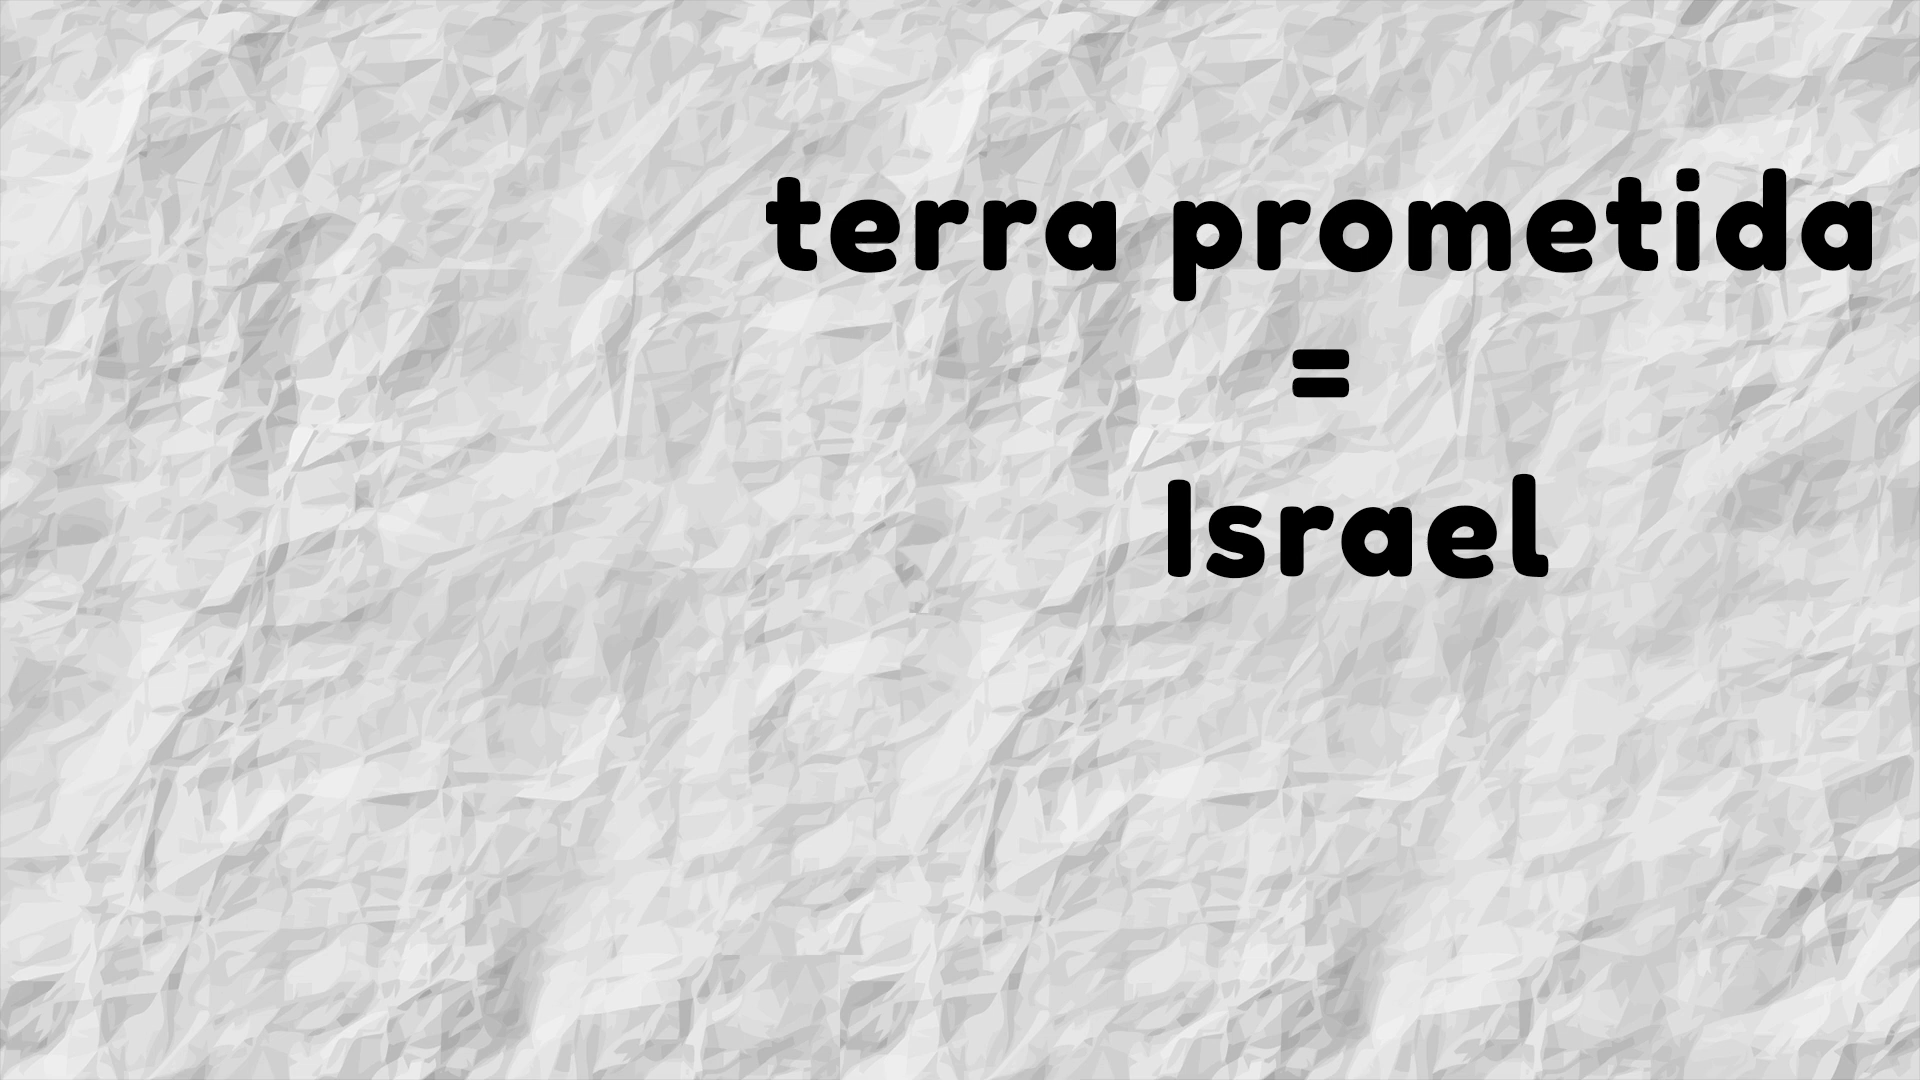 terra prometida
=
Israel